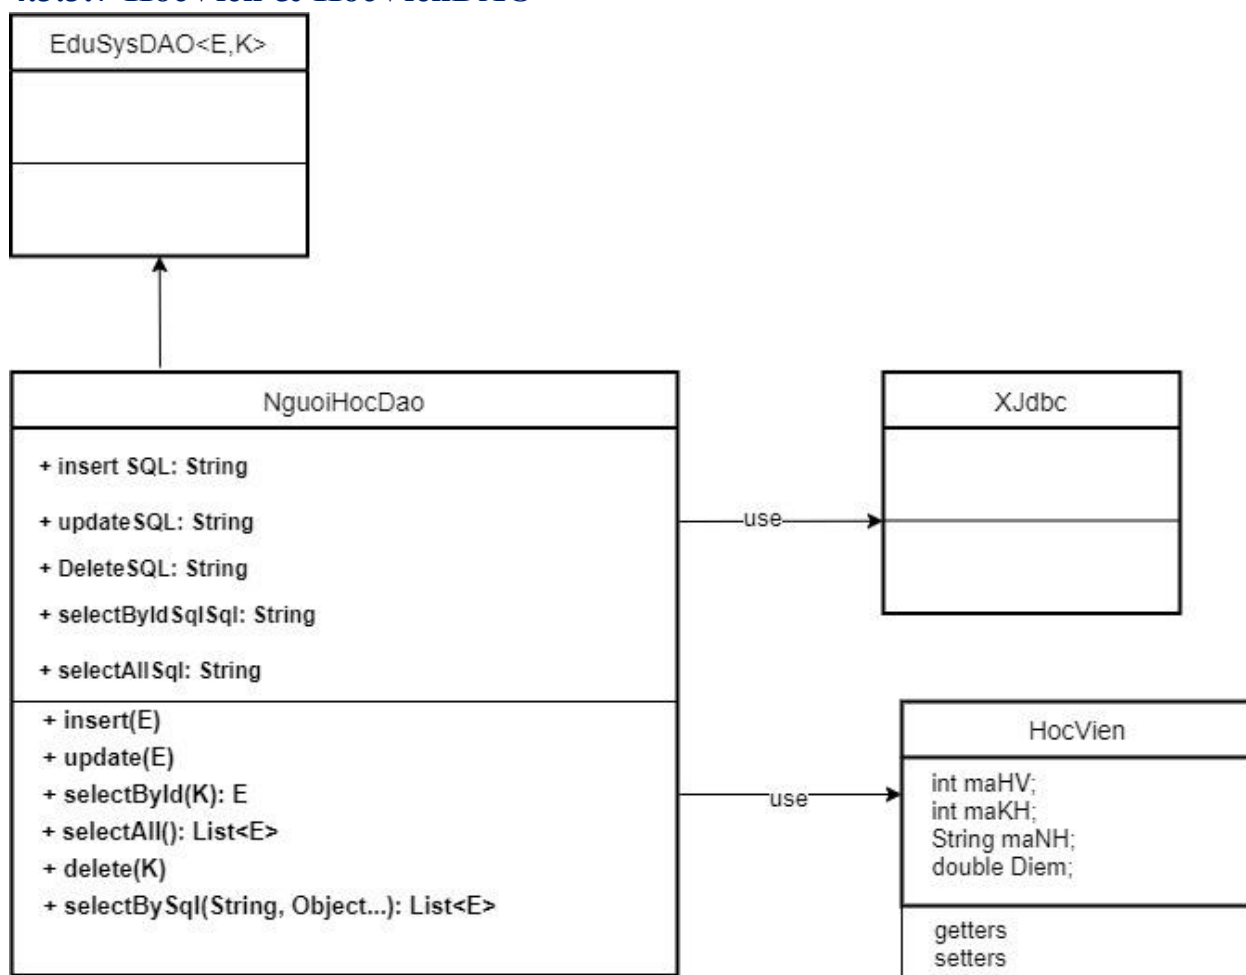 EduSysDAO<E,K>
NguoiHocDao
+ insert SQL: String
+ updateSQL: String
+ DeleteSQL: String
+ selectByIdSqlSql: String
+ selectAllSql: String
+ insert(E)
+ update(E)
+ selectById(K): E
+ selectAll(): List<E>
+ delete(K)
+ selectBySql(String, Object...): List<E>
use
XJdbc
use
HocVien
int maHV;
int maKH;
String maNH;
double Diem;
getters
setters